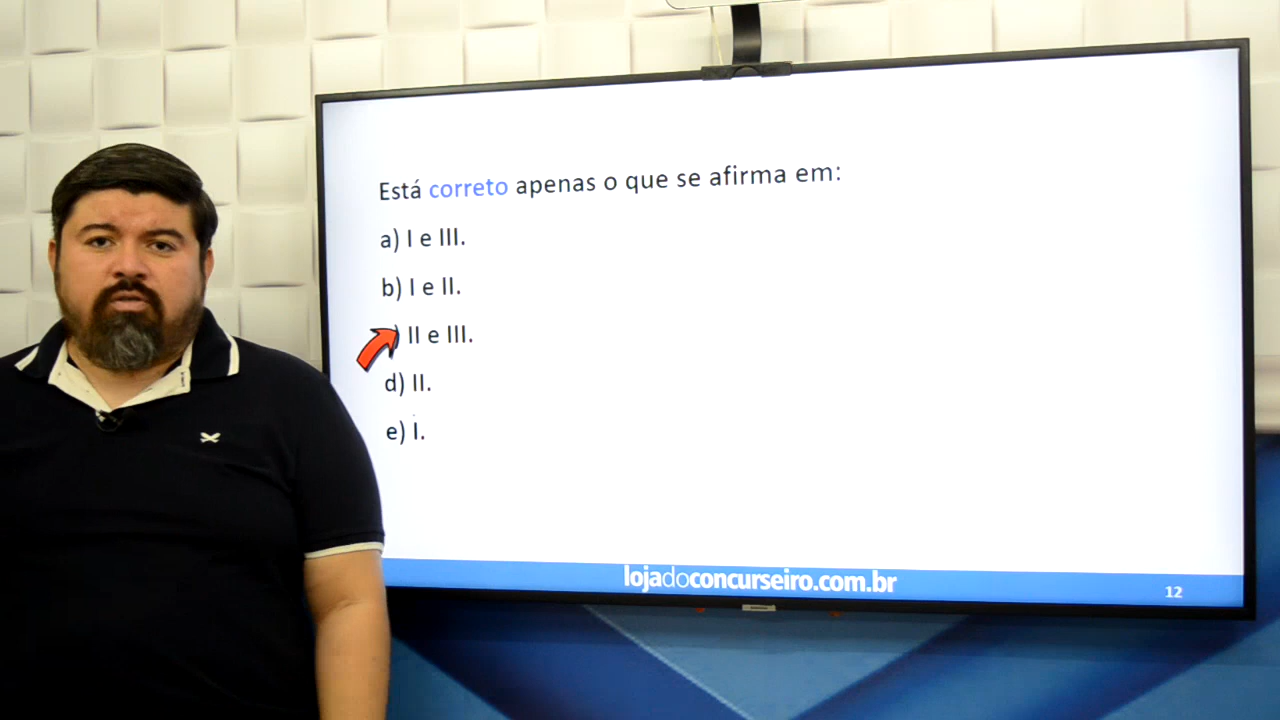 Está correto apenas o que se afirma em:
a) I e III.
b) I e II.
) II e III.
d) II.
e) I.
lojadoconcurseiro.com.br
12